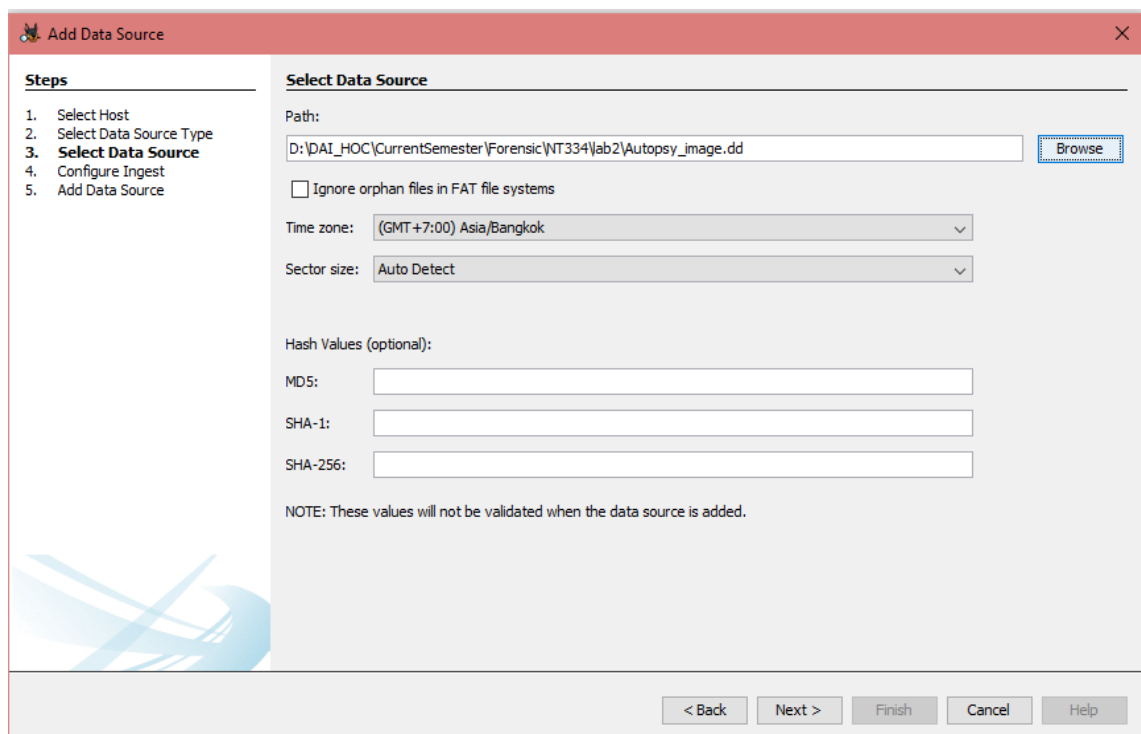 Add Data Source
Steps
1. Select Host
2. Select Data Source Type
3. Select Data Source
4. Configure Ingest
5. Add Data Source
Select Data Source
Path:
D:\DAI_HOC\CurrentSemester\Forensic\NT334\lab2\Autopsy_image.dd
Browse
Ignore orphan files in FAT file systems
Time zone: (GMT+7:00) Asia/Bangkok
Sector size: Auto Detect
Hash Values (optional):
MD5:
SHA-1:
SHA-256:
NOTE: These values will not be validated when the data source is added.
< Back Next > Finish Cancel Help